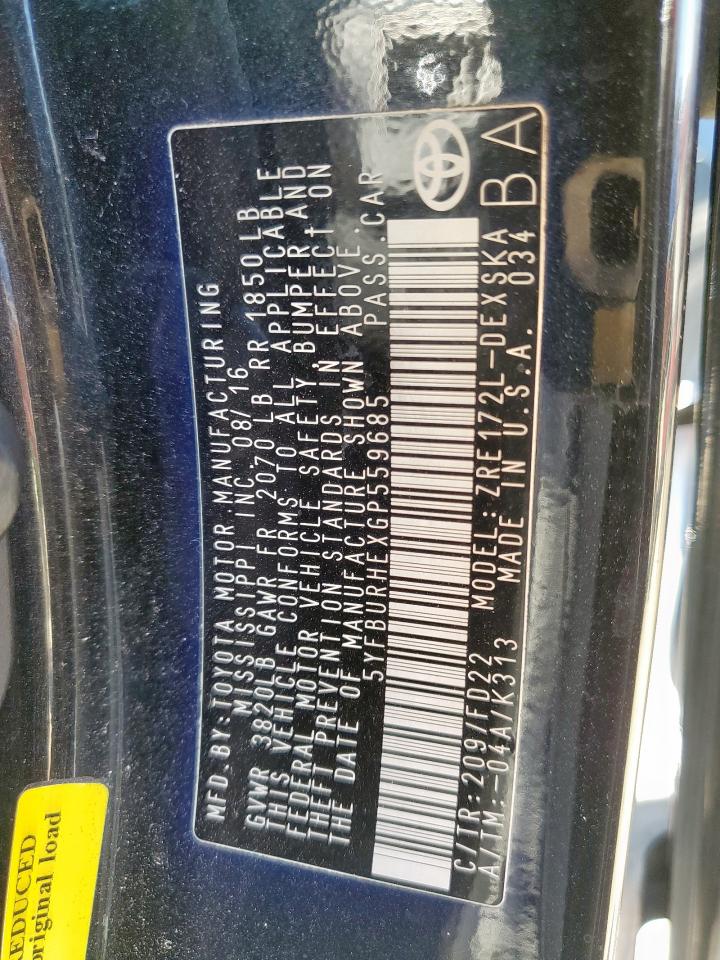 MFD.BY:TOYOTA MOTOR MANUFACTURING
MISSISSIPPI INC. 08/16
GVWR 3820LB GAWR FR 2070 LB RR 1850 LB
THIS VEHICLE CONFORMS TO ALL APPLICABLE
FEDERAL MOTOR VEHICLE SAFETY, BUMPER AND
THEFT PREVENTION STANDARDS IN EFFECT ON
THE DATE OF MANUFACTURE SHOWN ABOVE.
5YFBURHEXGP559685 PASS.CAR
C/TR:209/FD22 MODEL:ZRE172L-DEXSKA
A/TM:-04A/K313 MADE IN U.S.A. 034
BA
REDUCED
original load